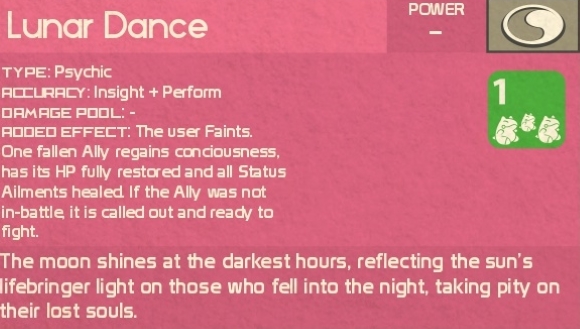 Lunar Dance
POWER
–
TYPE: Psychic
ACCURACY: Insight + Perform
DAMAGE POOL: -
ADDED EFFECT: The user Faints.
One fallen Ally regains conciousness,
has its HP fully restored and all Status
Ailments healed. If the Ally was not
in-battle, it is called out and ready to
fight.
1
The moon shines at the darkest hours, reflecting the sun's
lifebringer light on those who fell into the night, taking pity on
their lost souls.